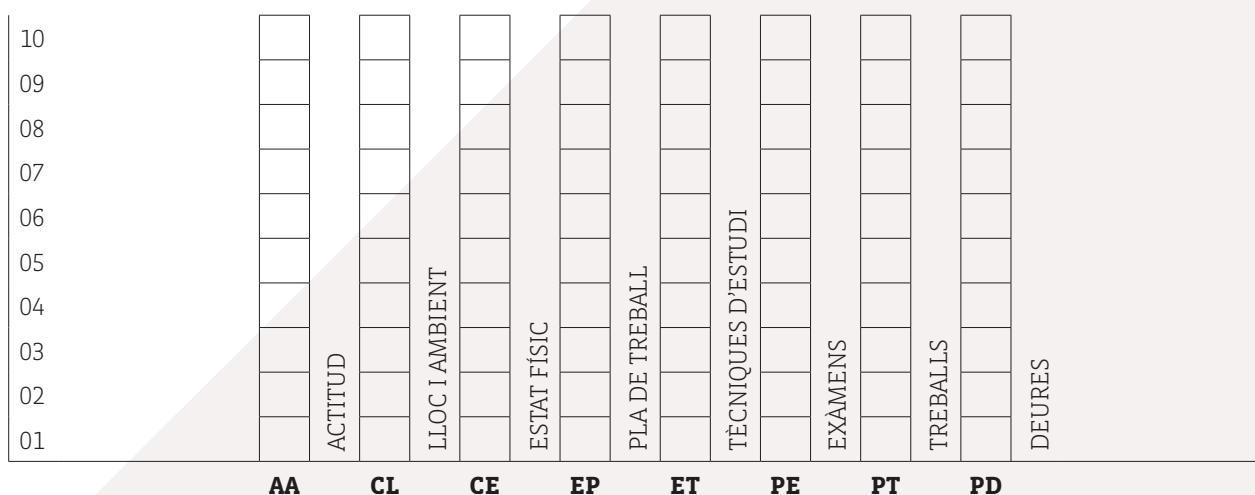 10
09
08
07
06
05
04
03
02
01
ACTITUD
LLOC I AMBIENT
ESTAT FÍSIC
PLA DE TREBALL
TÈCNIQUES D'ESTUDI
EXÀMENS
TREBALLS
DEURES
AA CL CE EP ET PE PT PD